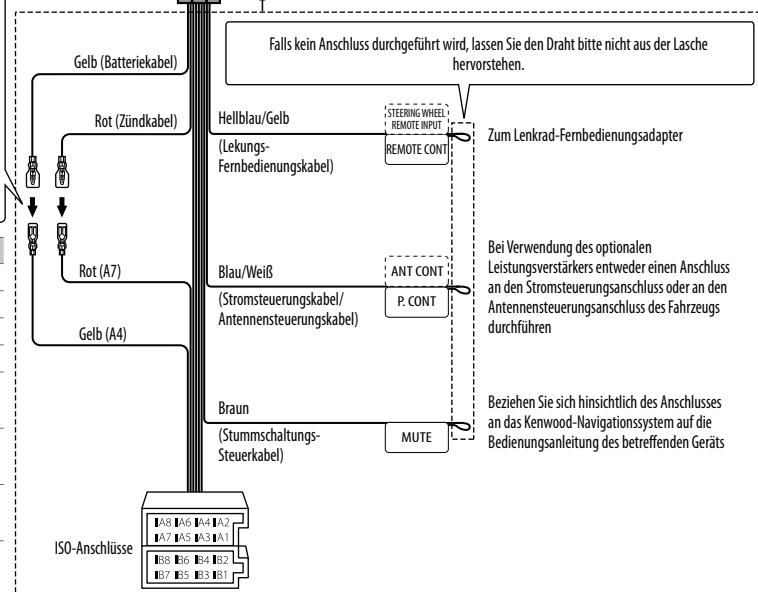 Falls kein Anschluss durchgeführt wird, lassen Sie den Draht bitte nicht aus der Lasche
hervorstehen.
Gelb (Batteriekabel)
Rot (Zündkabel)
Hellblau/Gelb
(Lekungs-
Fernbedienungskabel)
STEERING WHEEL
REMOTE INPUT
REMOTE CONT
Zum Lenkrad-Fernbedienungsadapter
Rot (A7)
Gelb (A4)
Blau/Weiß
(Stromsteuerungskabel/
Antennensteuerungskabel)
ANT CONT
P. CONT
Bei Verwendung des optionalen
Leistungsverstärkers entweder einen Anschluss
an den Stromsteuerungsanschluss oder an den
Antennensteuerungsanschluss des Fahrzeugs
durchführen
Braun
(Stummschaltungs-
Steuerkabel)
MUTE
Beziehen Sie sich hinsichtlich des Anschlusses
an das Kenwood-Navigationssystem auf die
Bedienungsanleitung des betreffenden Geräts
ISO-Anschlüsse
A8 A6 A4 A2
A7 A5 A3 A1
B8 B6 B4 B2
B7 B5 B3 B1